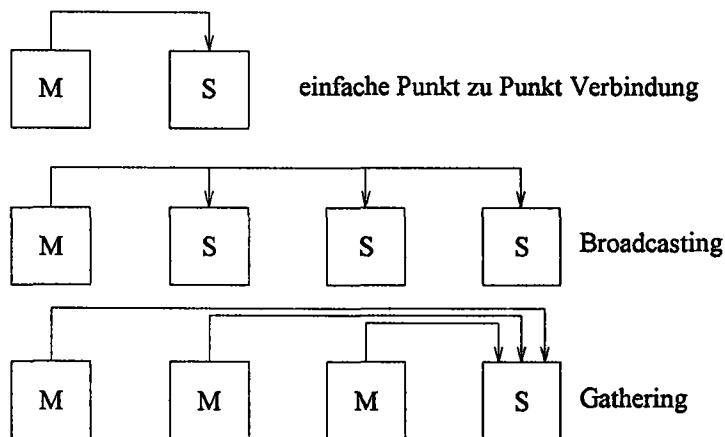 M S einfache Punkt zu Punkt Verbindung
M S S S Broadcasting
M M M S Gathering